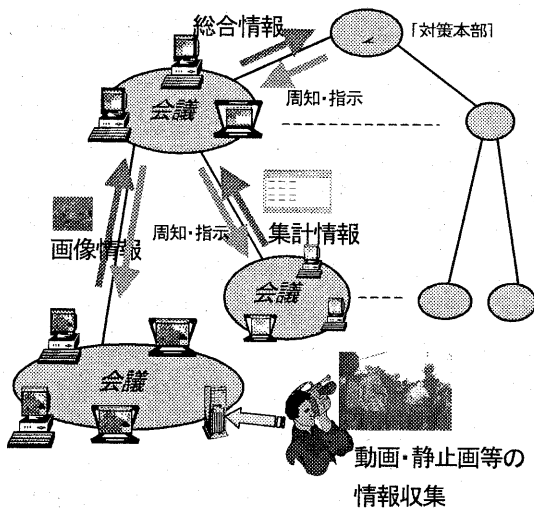 総合情報
「対策本部」
会議
周知・指示
画像情報
周知・指示
集計情報
会議
会議
動画・静止画等の
情報収集